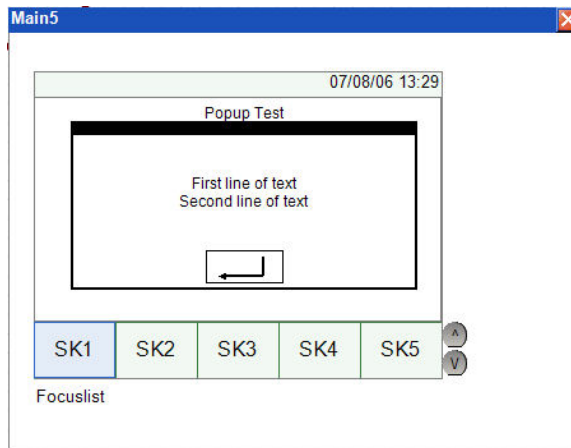 Main5
07/08/06 13:29
Popup Test
First line of text
Second line of text
SK1 SK2 SK3 SK4 SK5
^
V
Focuslist